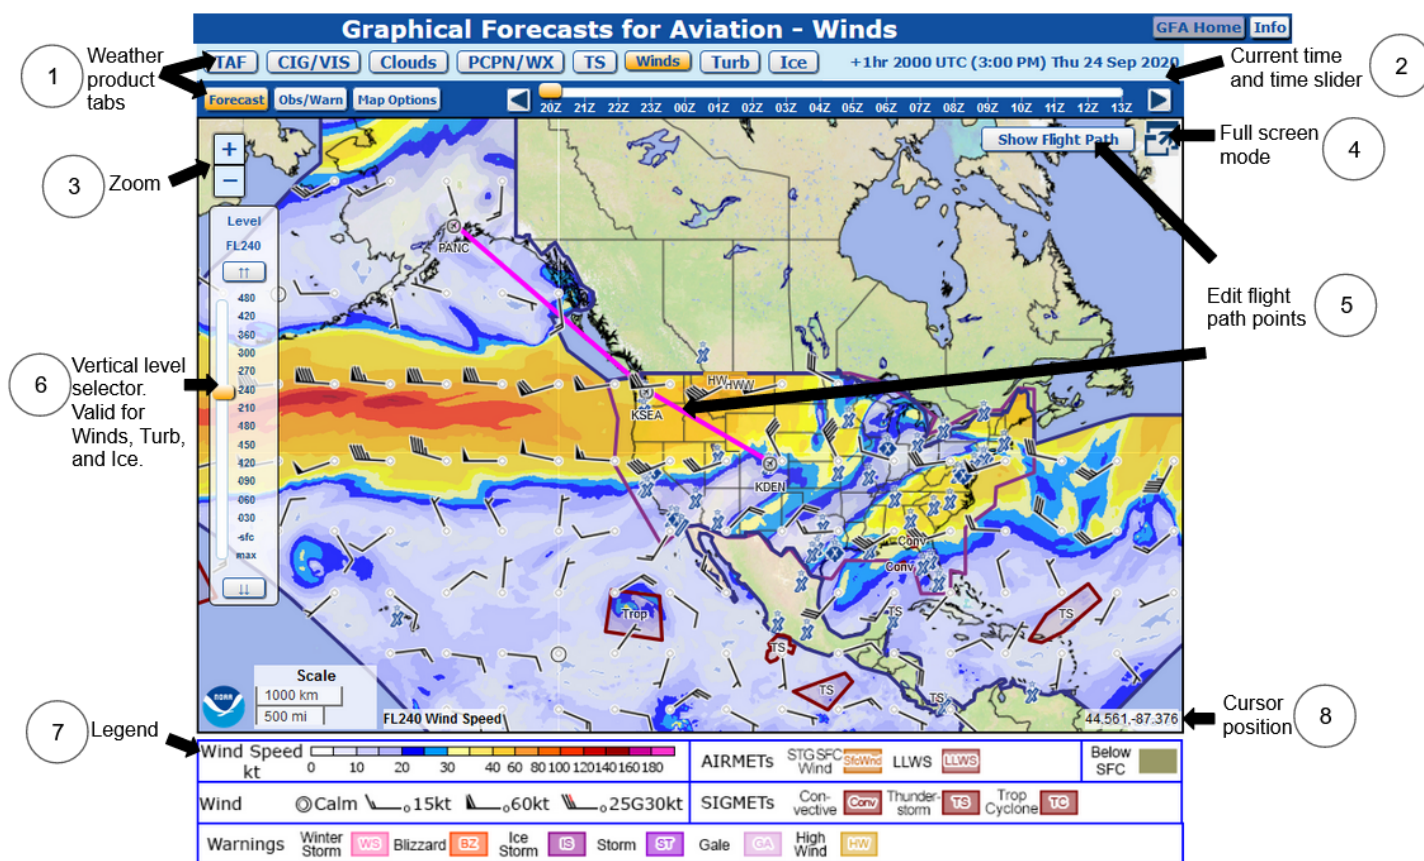 Graphical Forecasts for Aviation - Winds
GFA Home
Info
1
Weather
product
tabs
TAF
CIG/VIS
Clouds
PCPN/WX
TS
Winds
Turb
Ice
+1hr 2000 UTC (3:00 PM) Thu 24 Sep 2020
Current time
and time slider
2
Forecast
Obs/Warn
Map Options
20Z 21Z 22Z 23Z 00Z 01Z 02Z 03Z 04Z 05Z 06Z 07Z 08Z 09Z 10Z 11Z 12Z 13Z
Show Flight Path
Full screen
mode
4
3
Zoom
+
−
Level
FL240
↑↑
480
420
360
300
270
240
210
480
450
420
090
060
030
sfc
max
↓↓
PANC
KSEA
KDEN
HW
HWW
Conv
Conv
Trop
TS
TS
TS
TS
TS
Edit flight
path points
5
6
Vertical level
selector.
Valid for
Winds, Turb,
and Ice.
Scale
1000 km
500 mi
NOAA
FL240 Wind Speed
44.561,-87.376
Cursor
position
8
7
Legend
Wind Speed
kt
0 10 20 30 40 60 80 100 120 140 160 180
AIRMETs
STG SFC
Wind
SfcWnd
LLWS
LLWS
Below
SFC
Wind
Calm
15kt
60kt
25G30kt
SIGMETs
Con-
vective
Conv
Thunder-
storm
TS
Trop
Cyclone
TC
Warnings
Winter
Storm
WS
Blizzard
BZ
Ice
Storm
IS
Storm
ST
Gale
GA
High
Wind
HW